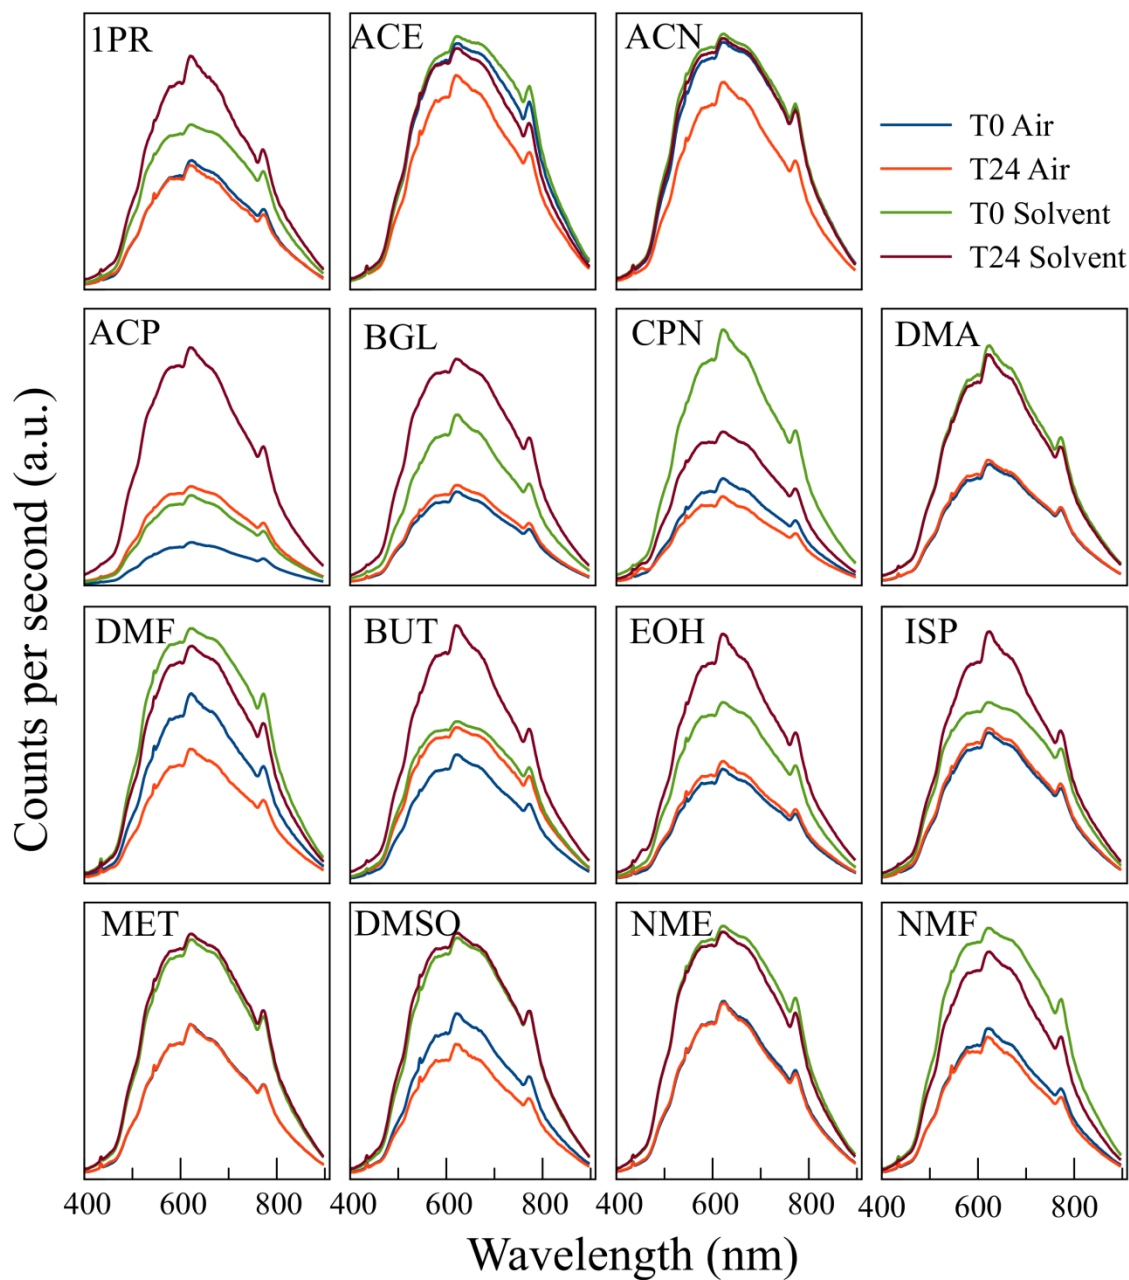 1PR
ACE
ACN
T0 Air
T24 Air
T0 Solvent
T24 Solvent
ACP
BGL
CPN
DMA
DMF
BUT
EOH
ISP
MET
DMSO
NME
NMF
Counts per second (a.u.)
400 600 800 400 600 800 400 600 800 400 600 800
Wavelength (nm)